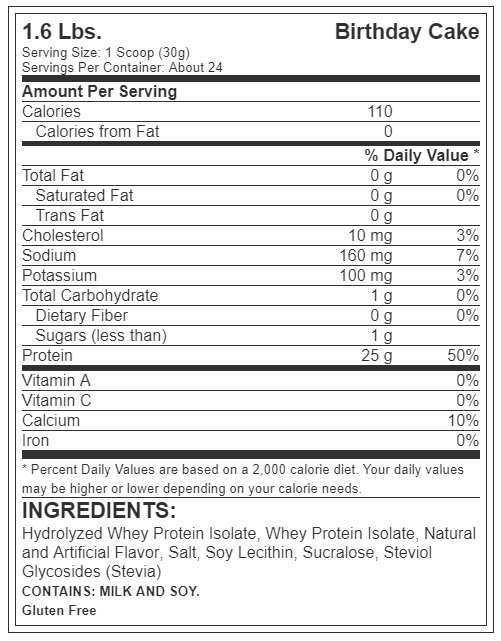 1.6 Lbs. Birthday Cake
Serving Size: 1 Scoop (30g)
Servings Per Container: About 24
Amount Per Serving
Calories 110
Calories from Fat 0
% Daily Value *
Total Fat 0 g 0%
Saturated Fat 0 g 0%
Trans Fat 0 g
Cholesterol 10 mg 3%
Sodium 160 mg 7%
Potassium 100 mg 3%
Total Carbohydrate 1 g 0%
Dietary Fiber 0 g 0%
Sugars (less than) 1 g
Protein 25 g 50%
Vitamin A 0%
Vitamin C 0%
Calcium 10%
Iron 0%
* Percent Daily Values are based on a 2,000 calorie diet. Your daily values
may be higher or lower depending on your calorie needs.
INGREDIENTS:
Hydrolyzed Whey Protein Isolate, Whey Protein Isolate, Natural
and Artificial Flavor, Salt, Soy Lecithin, Sucralose, Steviol
Glycosides (Stevia)
CONTAINS: MILK AND SOY.
Gluten Free